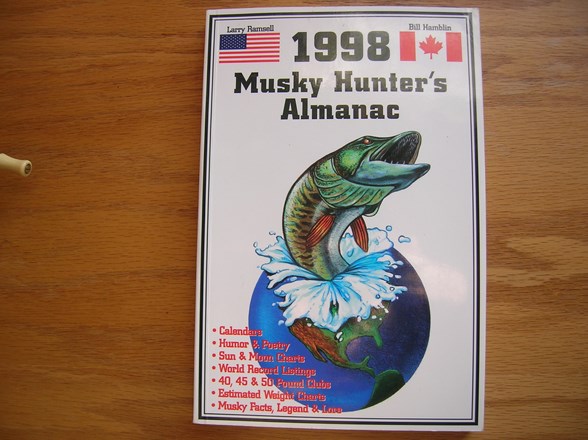 Larry Ramsell
Bill Hamblin
1998
Musky Hunter's
Almanac
• Calendars
• Humor & Poetry
• Sun & Moon Charts
• World Record Listings
• 40, 45 & 50 Pound Clubs
• Estimated Weight Charts
• Musky Facts, Legend & Lore